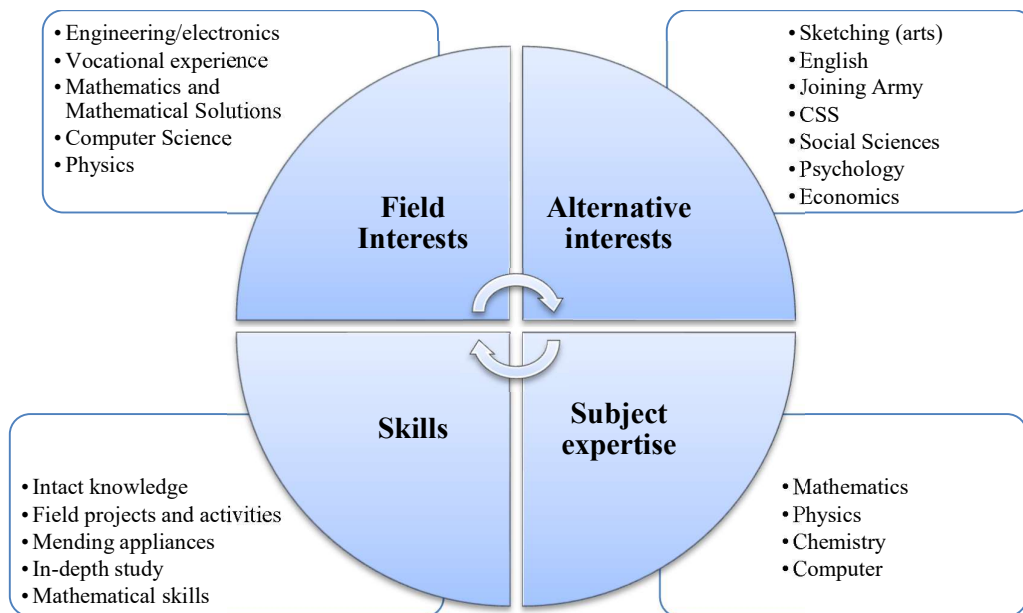 • Engineering/electronics
• Vocational experience
• Mathematics and
Mathematical Solutions
• Computer Science
• Physics
• Sketching (arts)
• English
• Joining Army
• CSS
• Social Sciences
• Psychology
• Economics
Field
Interests
Alternative
interests
Skills
Subject
expertise
• Intact knowledge
• Field projects and activities
• Mending appliances
• In-depth study
• Mathematical skills
• Mathematics
• Physics
• Chemistry
• Computer